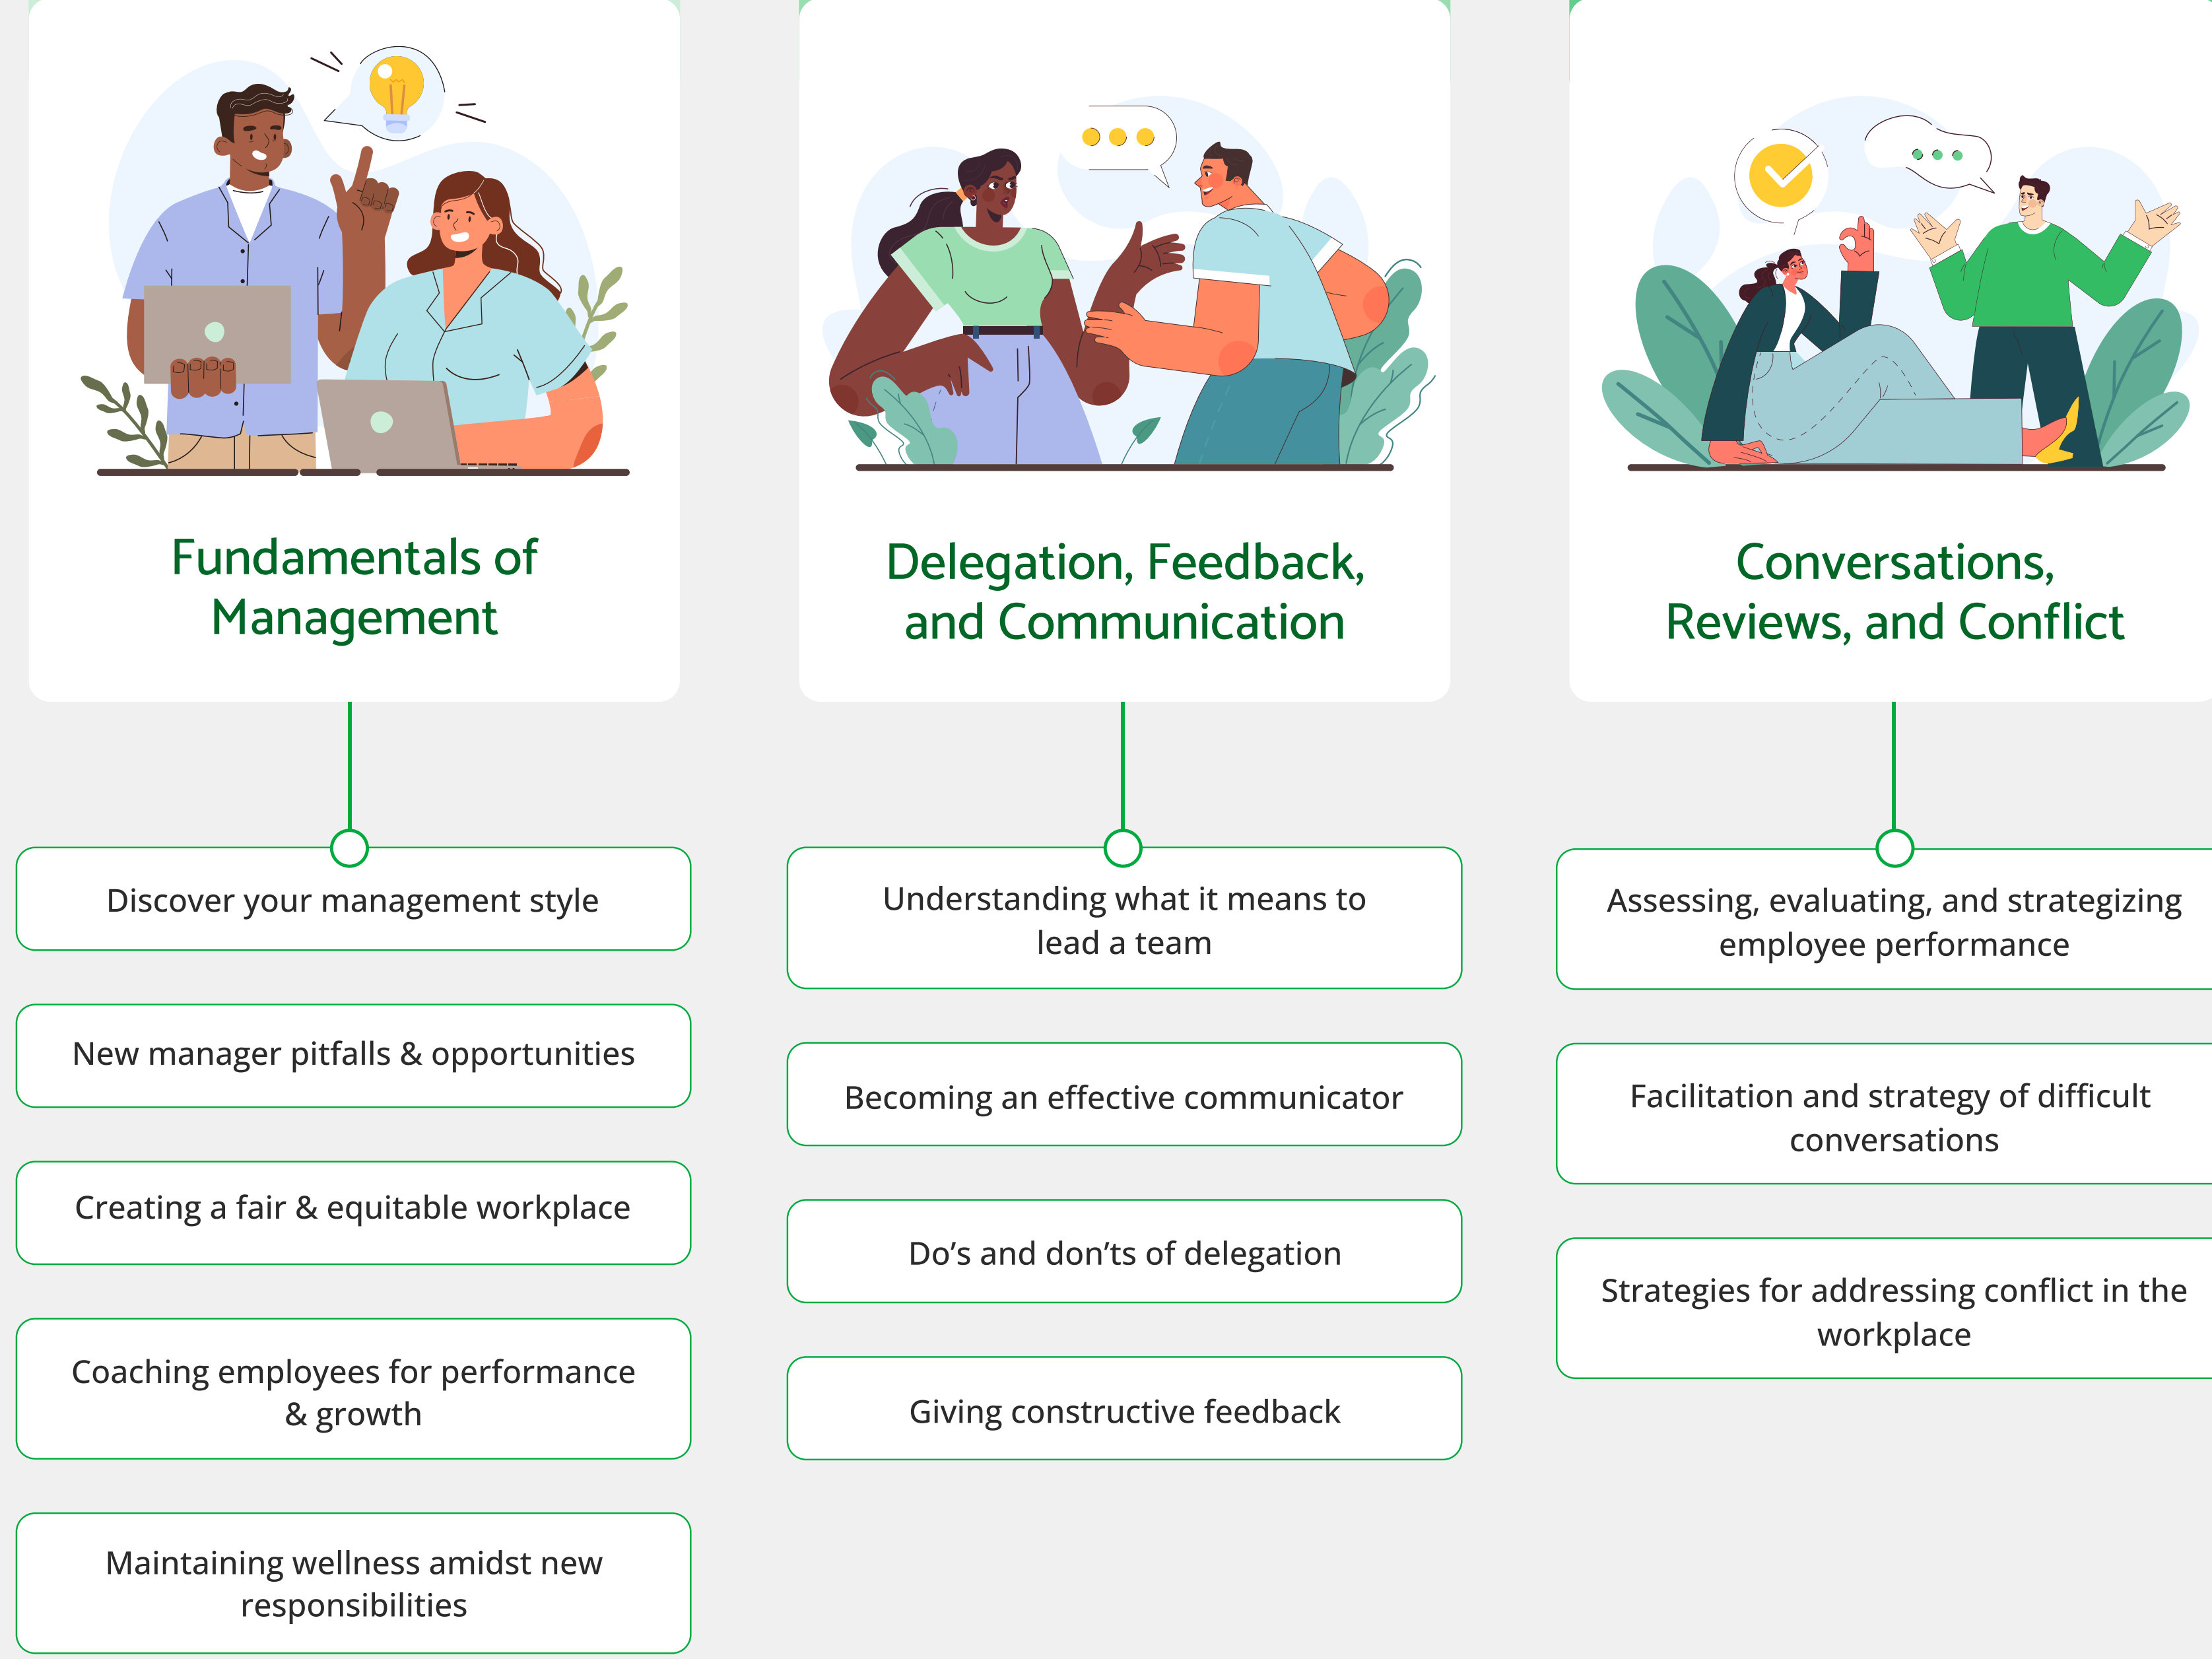 Fundamentals of
Management
Discover your management style
New manager pitfalls & opportunities
Creating a fair & equitable workplace
Coaching employees for performance
& growth
Maintaining wellness amidst new
responsibilities
Delegation, Feedback,
and Communication
Understanding what it means to
lead a team
Becoming an effective communicator
Do’s and don’ts of delegation
Giving constructive feedback
Conversations,
Reviews, and Conflict
Assessing, evaluating, and strategizing
employee performance
Facilitation and strategy of difficult
conversations
Strategies for addressing conflict in the
workplace